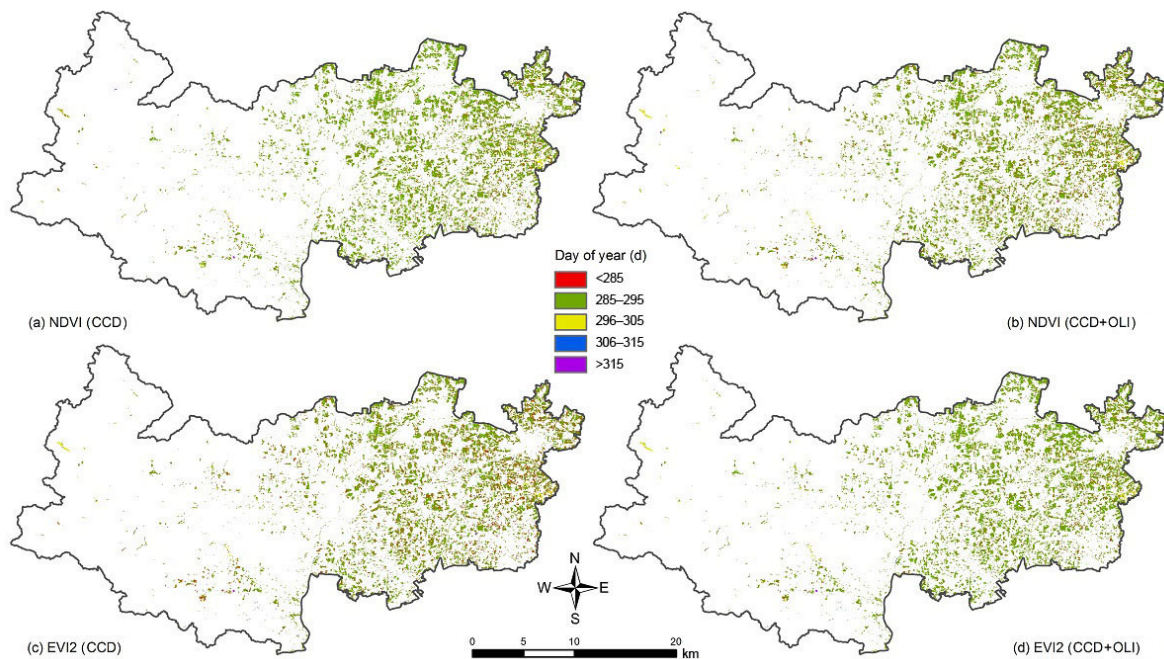 Day of year (d)
<285
285–295
296–305
306–315
>315
(a) NDVI (CCD)
(b) NDVI (CCD+OLI)
N
W E
S
(c) EVI2 (CCD)
0 5 10 20
km
(d) EVI2 (CCD+OLI)